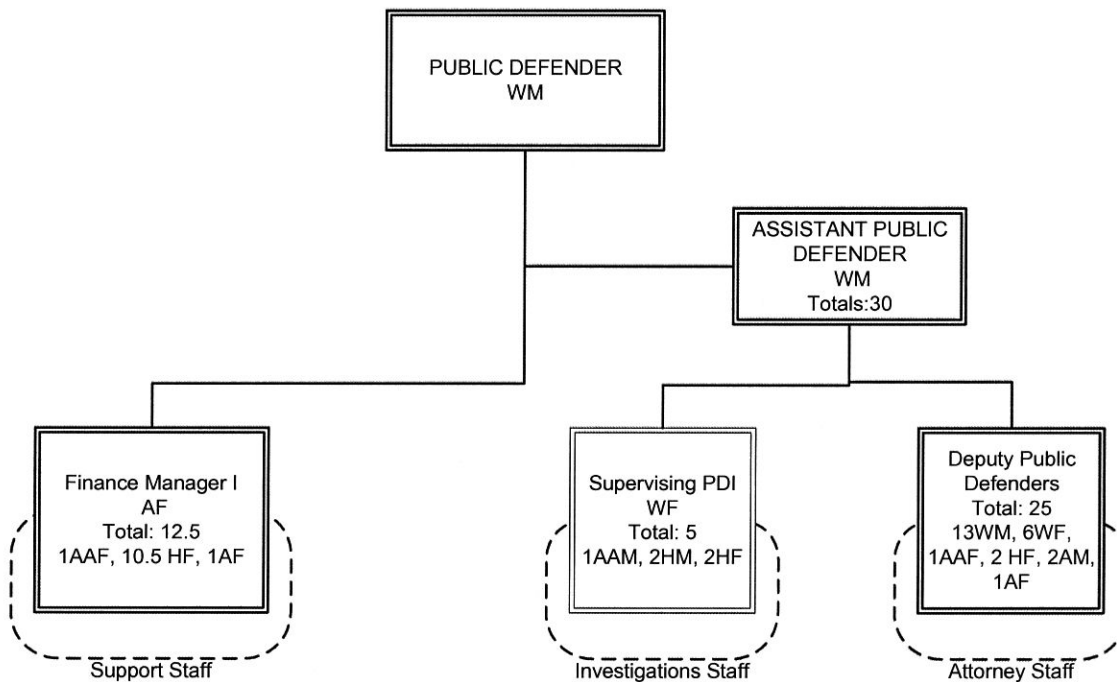 PUBLIC DEFENDER
WM
ASSISTANT PUBLIC
DEFENDER
WM
Totals:30
Finance Manager I
AF
Total: 12.5
1AAF, 10.5 HF, 1AF
Support Staff
Supervising PDI
WF
Total: 5
1AAM, 2HM, 2HF
Investigations Staff
Deputy Public
Defenders
Total: 25
13WM, 6WF,
1AAF, 2 HF, 2AM,
1AF
Attorney Staff